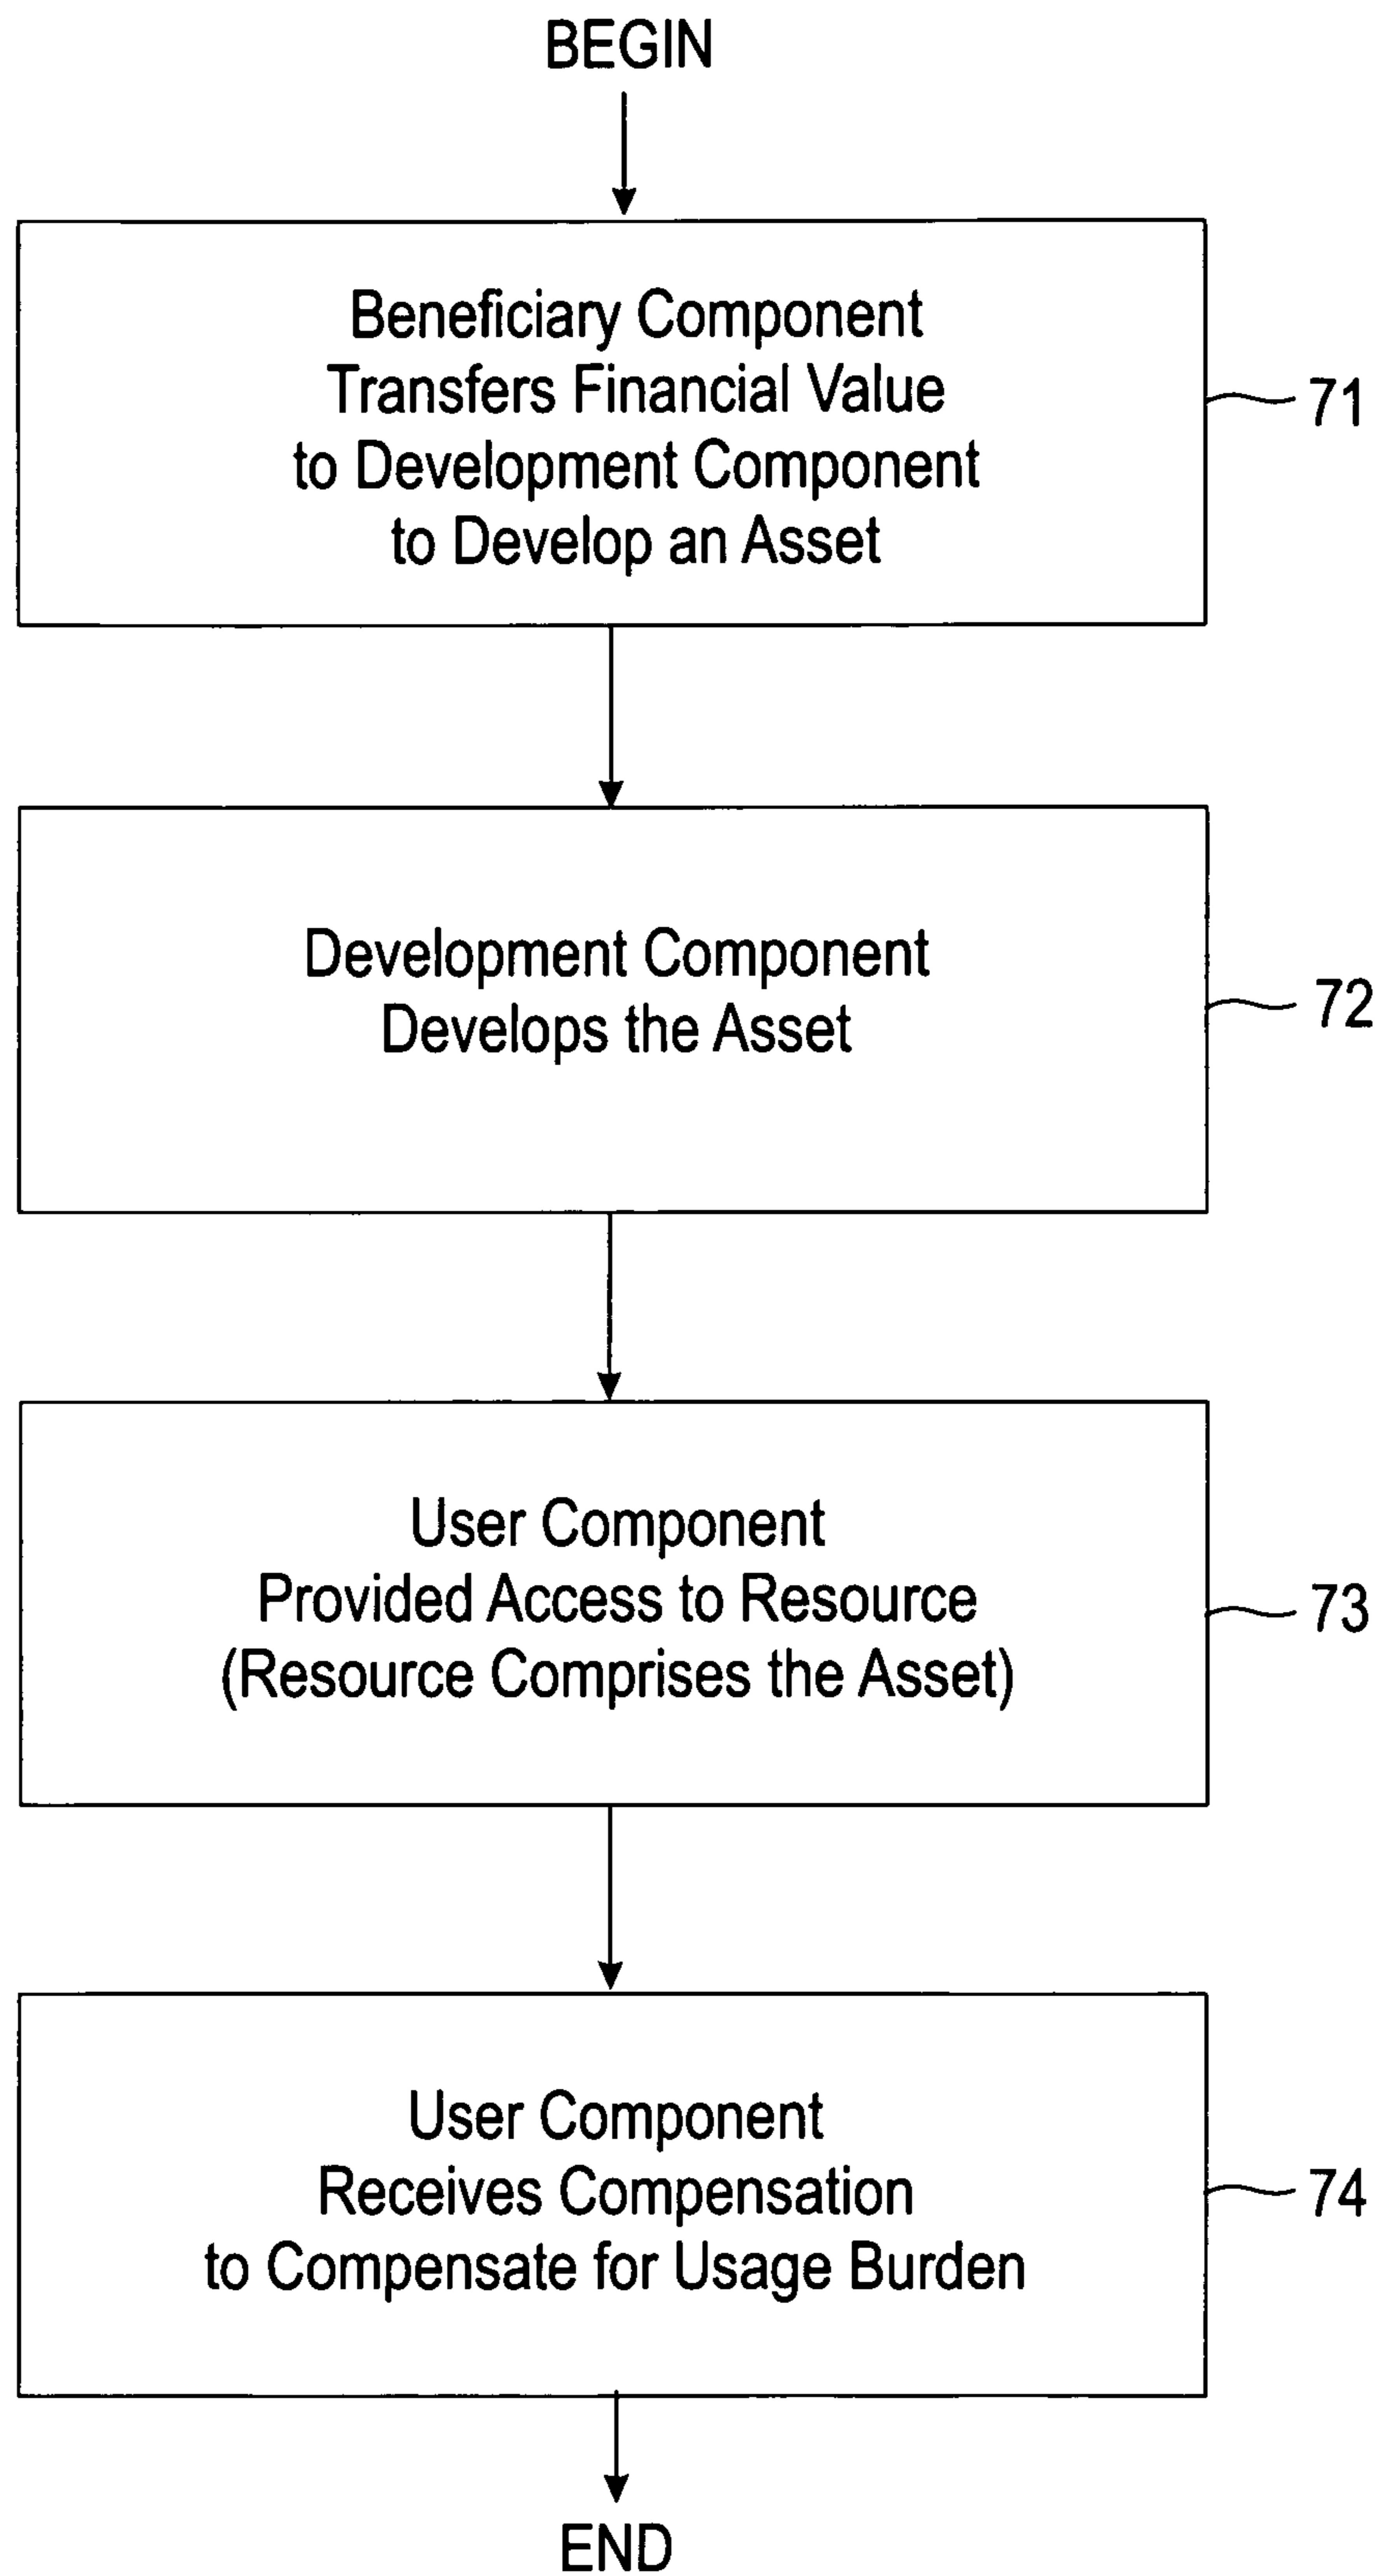 BEGIN
Beneficiary Component
Transfers Financial Value
to Development Component
to Develop an Asset
71
Development Component
Develops the Asset
72
User Component
Provided Access to Resource
(Resource Comprises the Asset)
73
User Component
Receives Compensation
to Compensate for Usage Burden
74
END